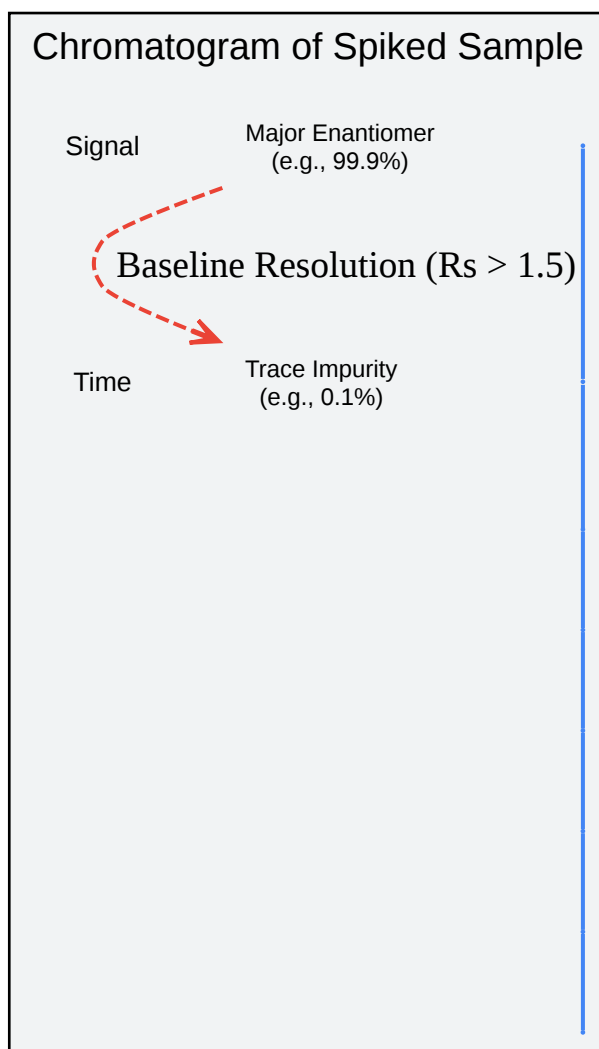 Chromatogram of Spiked Sample
Signal
Major Enantiomer
(e.g., 99.9%)
Baseline Resolution (Rs > 1.5)
Time
Trace Impurity
(e.g., 0.1%)